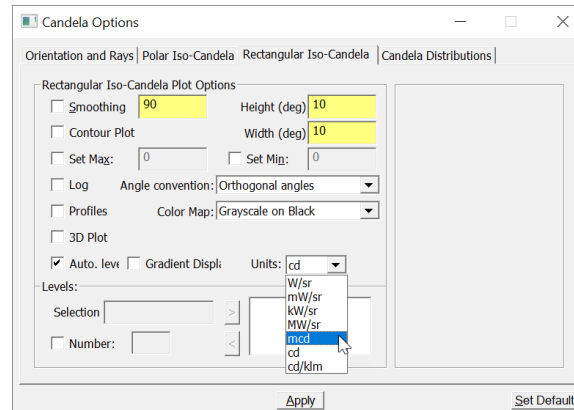 Candela Options
Orientation and Rays Polar Iso-Candela Rectangular Iso-Candela Candela Distributions
Rectangular Iso-Candela Plot Options
Smoothing 90 Height (deg) 10
Contour Plot Width (deg) 10
Set Max: 0 Set Min: 0
Log Angle convention: Orthogonal angles
Profiles Color Map: Grayscale on Black
3D Plot
Auto. leve Gradient Displa Units: cd
W/sr
mW/sr
kW/sr
MW/sr
mcd
cd
cd/klm
Levels:
Selection >
Number: <
Apply Set Default